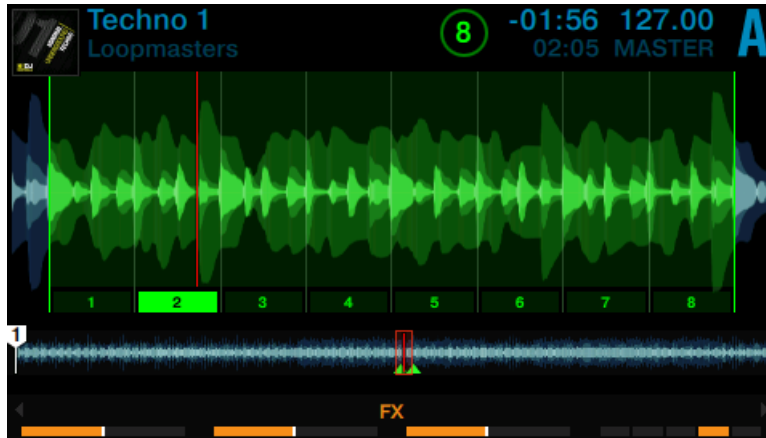 Techno 1
Loopmasters
8
-01:56 127.00
02:05 MASTER
A
1 2 3 4 5 6 7 8
1
FX